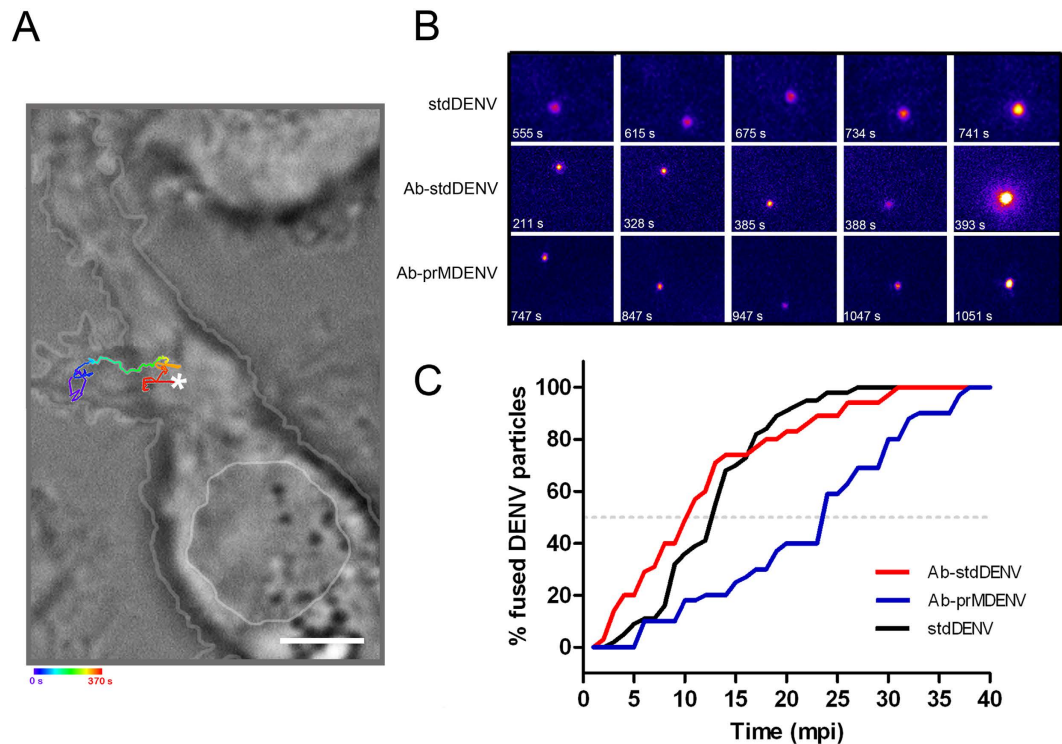 A
B
stdDENV
555 s
615 s
675 s
734 s
741 s
Ab-stdDENV
211 s
328 s
385 s
388 s
393 s
Ab-prMDENV
747 s
847 s
947 s
1047 s
1051 s
*
0 s
370 s
C
% fused DENV particles
100
80
60
40
20
0
Ab-stdDENV
Ab-prMDENV
stdDENV
0 5 10 15 20 25 30 35 40
Time (mpi)